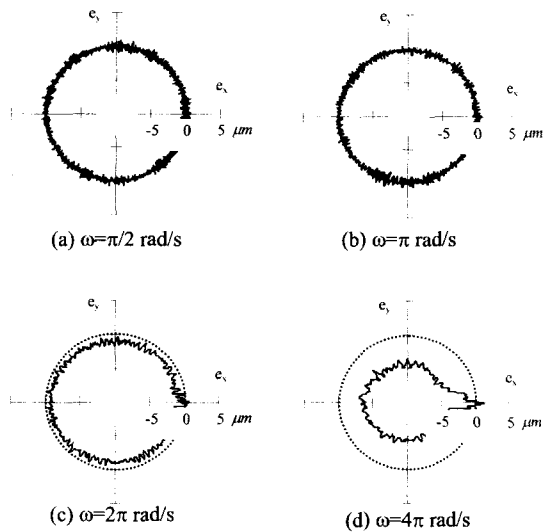 e_y
e_y
e_x
e_x
-5 0 5 μm
-5 0 5 μm
(a) ω=π/2 rad/s
(b) ω=π rad/s
e_y
e_y
e_x
e_x
-5 0 5 μm
-5 0 5 μm
(c) ω=2π rad/s
(d) ω=4π rad/s